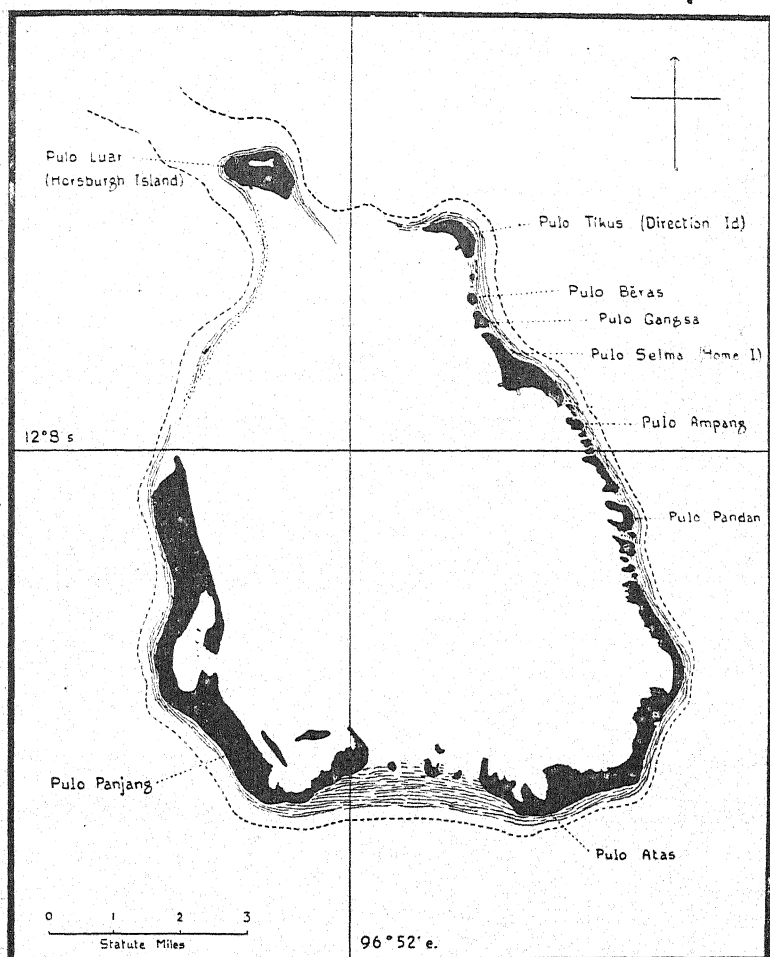 Pulo Luar
(Horsburgh Island)
Pulo Tikus (Direction Id)
Pulo Bĕras
Pulo Gangsa
Pulo Selma (Home I.)
Pulo Ampang
12°8 s
Pulo Pandan
Pulo Panjang
Pulo Atas
0 1 2 3
Statute Miles
96°52' e.